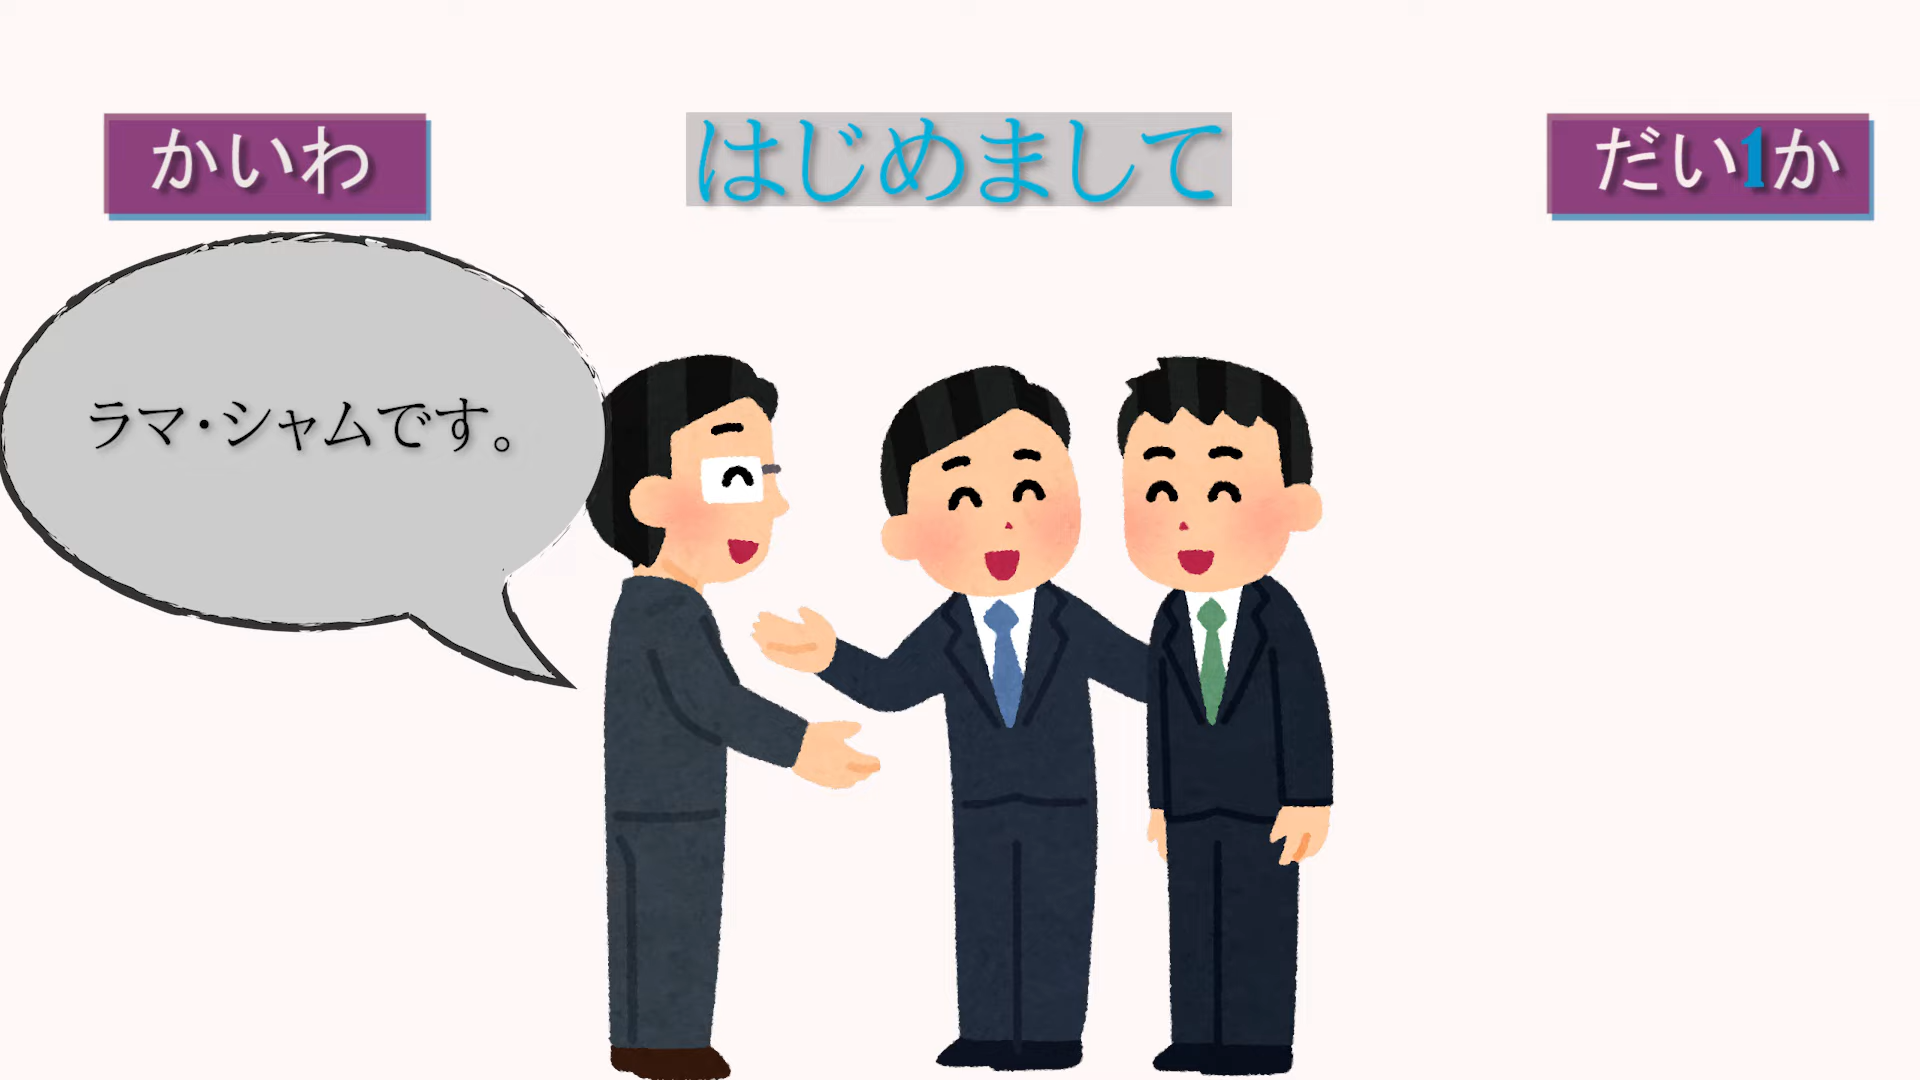 かいわ
はじめまして
だい1か
ラマ・シャムです。